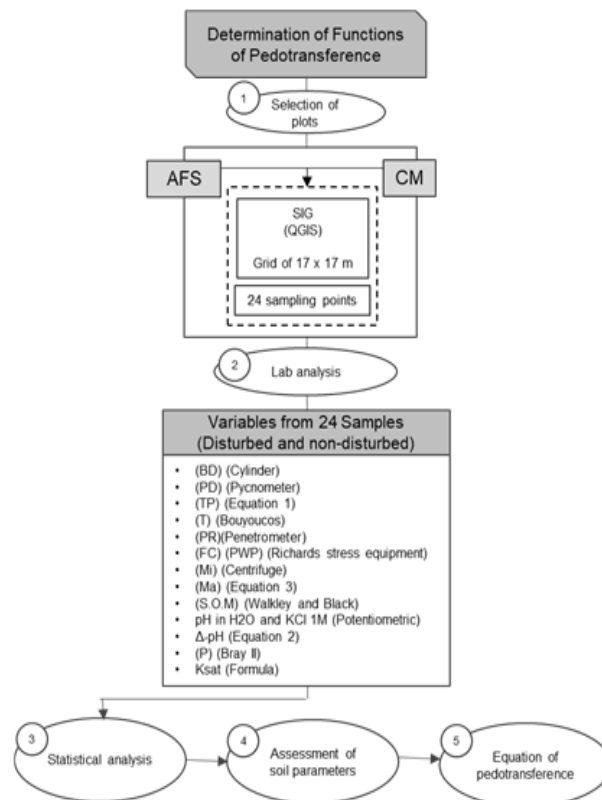 Determination of Functions
of Pedotransference
1
Selection of
plots
AFS
CM
SIG
(QGIS)
Grid of 17 x 17 m
24 sampling points
2
Lab analysis
Variables from 24 Samples
(Disturbed and non-disturbed)
• (BD) (Cylinder)
• (PD) (Pycnometer)
• (TP) (Equation 1)
• (T) (Bouyoucos)
• (PR)(Penetrometer)
• (FC) (PWP) (Richards stress equipment)
• (Mi) (Centrifuge)
• (Ma) (Equation 3)
• (S.O.M) (Walkley and Black)
• pH in H2O and KCl 1M (Potentiometric)
• Δ-pH (Equation 2)
• (P) (Bray II)
• Ksat (Formula)
3
Statistical analysis
4
Assessment of
soil parameters
5
Equation of
pedotransference